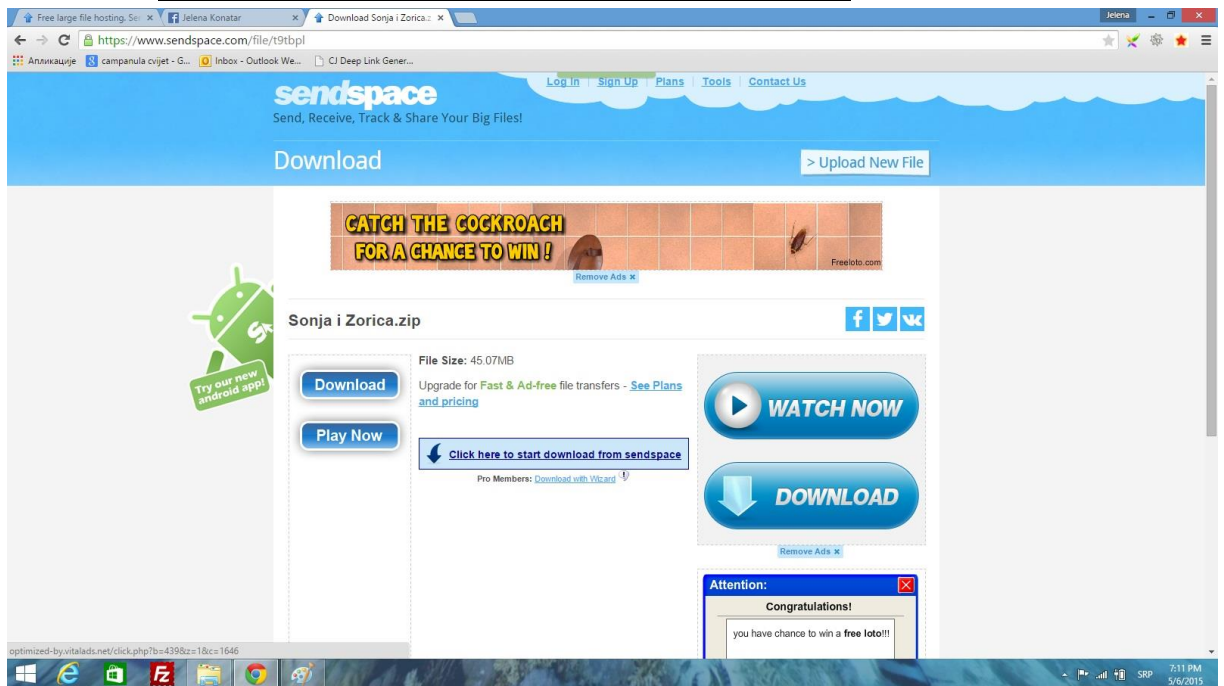 Free large file hosting. Se
Jelena Konatar
Download Sonja i Zorica.z
Jelena
https://www.sendspace.com/file/t9tbpl
Апликације
campanula cvijet - G...
Inbox - Outlook We...
CJ Deep Link Gener...
sendspace
Log In
Sign Up
Plans
Tools
Contact Us
Send, Receive, Track & Share Your Big Files!
Download
> Upload New File
CATCH THE COCKROACH
FOR A CHANCE TO WIN !
Freeloto.com
Remove Ads ×
Sonja i Zorica.zip
Try our new
android app!
Download
Play Now
File Size: 45.07MB
Upgrade for Fast & Ad-free file transfers - See Plans
and pricing
Click here to start download from sendspace
Pro Members: Download with Wizard
WATCH NOW
DOWNLOAD
Remove Ads ×
Attention:
Congratulations!
you have chance to win a free loto!!!
optimized-by.vitalads.net/click.php?b=439&z=1&c=1646
SRP
7:11 PM
5/6/2015